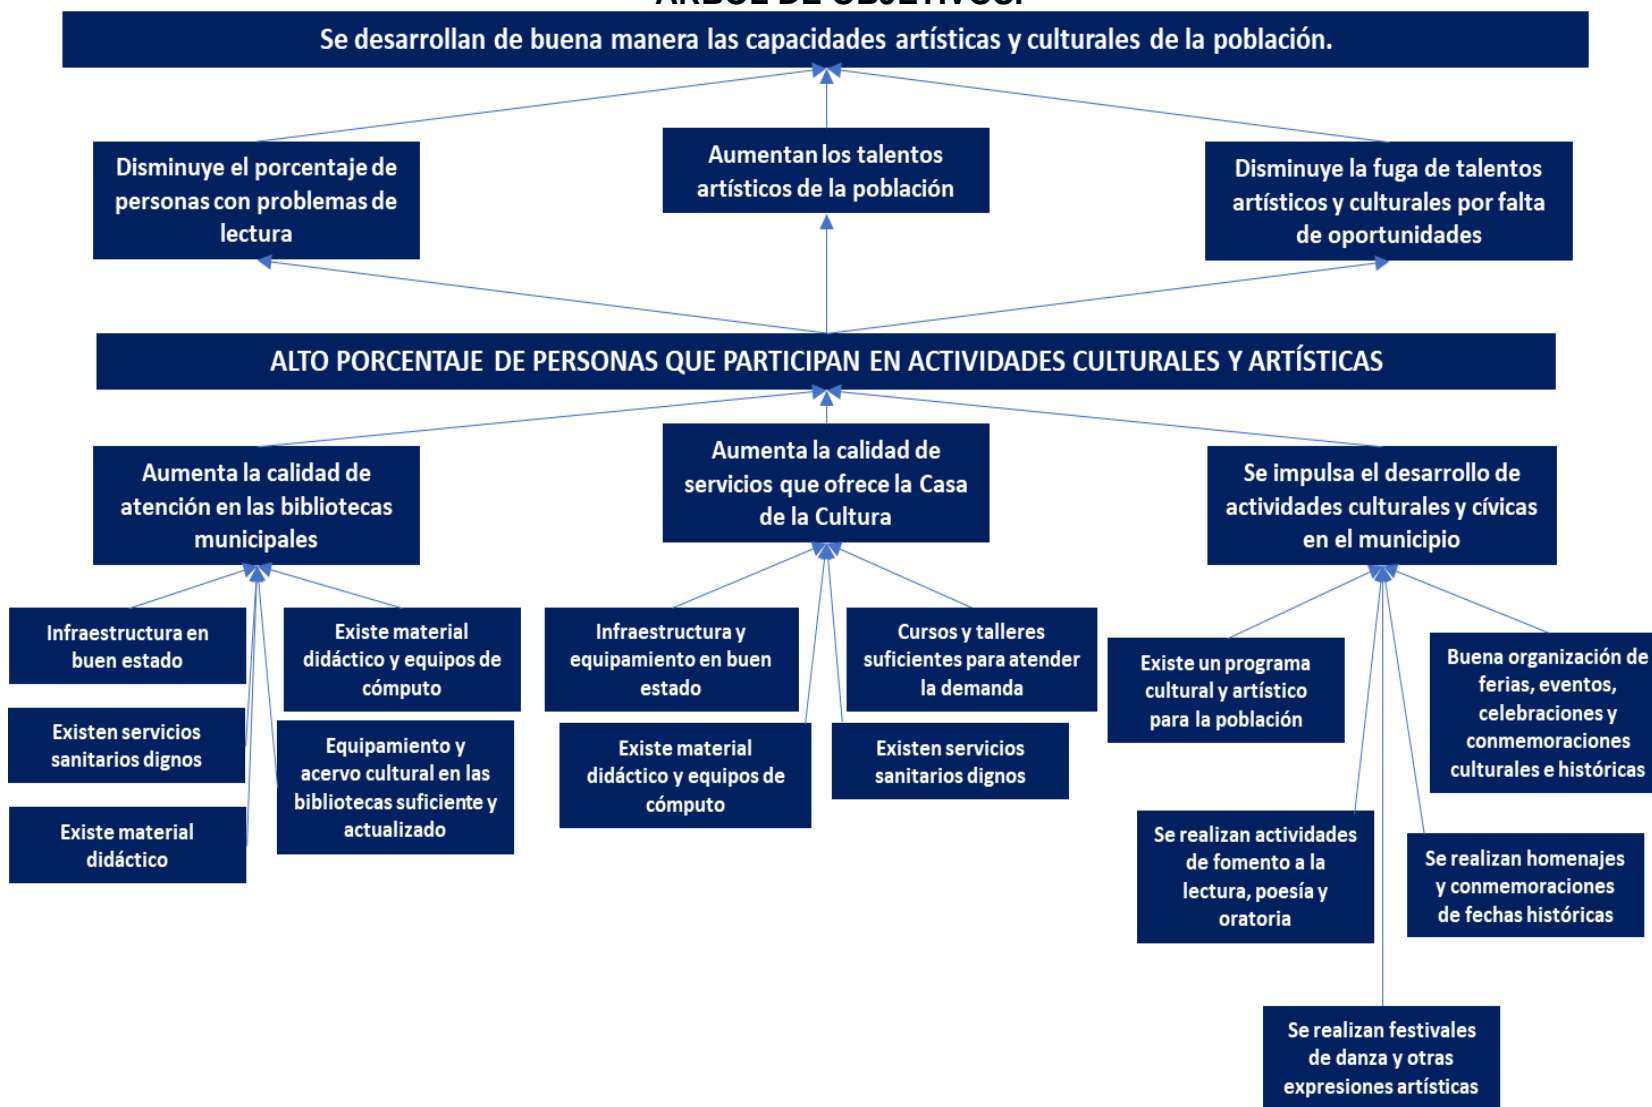 ÁRBOL DE OBJETIVOS.
Se desarrollan de buena manera las capacidades artísticas y culturales de la población.
Disminuye el porcentaje de
personas con problemas de
lectura
Aumentan los talentos
artísticos de la población
Disminuye la fuga de talentos
artísticos y culturales por falta
de oportunidades
ALTO PORCENTAJE DE PERSONAS QUE PARTICIPAN EN ACTIVIDADES CULTURALES Y ARTÍSTICAS
Aumenta la calidad de
atención en las bibliotecas
municipales
Aumenta la calidad de
servicios que ofrece la Casa
de la Cultura
Se impulsa el desarrollo de
actividades culturales y cívicas
en el municipio
Infraestructura en
buen estado
Existe material
didáctico y equipos de
cómputo
Existen servicios
sanitarios dignos
Equipamiento y
acervo cultural en las
bibliotecas suficiente y
actualizado
Existe material
didáctico
Infraestructura y
equipamiento en buen
estado
Cursos y talleres
suficientes para atender
la demanda
Existe material
didáctico y equipos de
cómputo
Existen servicios
sanitarios dignos
Existe un programa
cultural y artístico
para la población
Buena organización de
ferias, eventos,
celebraciones y
conmemoraciones
culturales e históricas
Se realizan actividades
de fomento a la
lectura, poesía y
oratoria
Se realizan homenajes
y conmemoraciones
de fechas históricas
Se realizan festivales
de danza y otras
expresiones artísticas